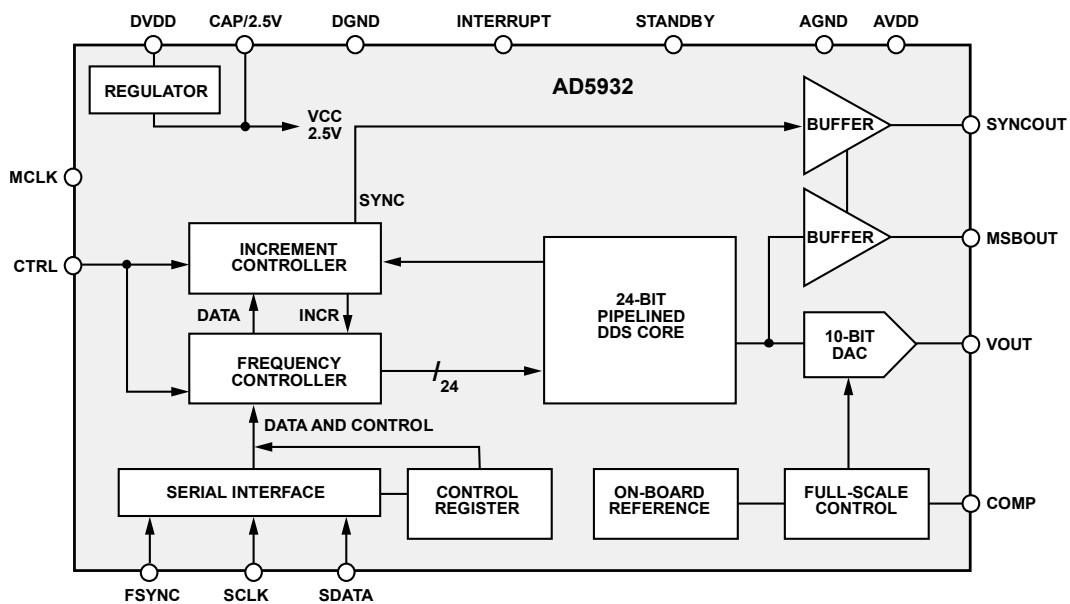 DVDD
CAP/2.5V
DGND
INTERRUPT
STANDBY
AGND
AVDD
REGULATOR
AD5932
VCC
2.5V
BUFFER
SYNCOUT
MCLK
SYNC
BUFFER
MSBOUT
INCREMENT
CONTROLLER
CTRL
24-BIT
PIPELINED
DDS CORE
DATA
INCR
10-BIT
DAC
VOUT
FREQUENCY
CONTROLLER
24
DATA AND CONTROL
SERIAL INTERFACE
CONTROL
REGISTER
ON-BOARD
REFERENCE
FULL-SCALE
CONTROL
COMP
FSYNC
SCLK
SDATA